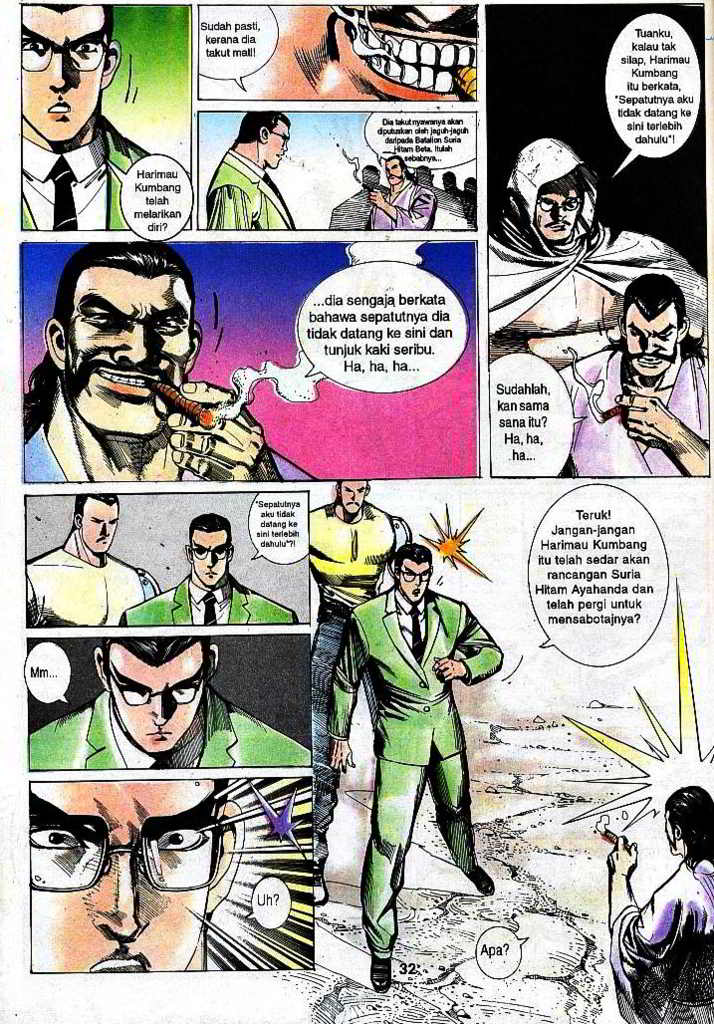 Harimau
Kumbang
telah
melarikan
diri?
Sudah pasti,
kerana dia
takut mati!
Dia takut nyawanya akan
diputuskan oleh jaguh-jaguh
daripada Batalion Suria
Hitam Beta. Itulah
sebabnya...
Tuanku,
kalau tak
silap, Harimau
Kumbang
itu berkata,
"Sepatutnya aku
tidak datang ke
sini terlebih
dahulu"!
...dia sengaja berkata
bahawa sepatutnya dia
tidak datang ke sini dan
tunjuk kaki seribu.
Ha, ha, ha...
Sudahlah,
kan sama
sana itu?
Ha, ha,
ha...
"Sepatutnya
aku tidak
datang ke
sini terlebih
dahulu"?!
Mm...
Uh?
Teruk!
Jangan-jangan
Harimau Kumbang
itu telah sedar akan
rancangan Suria
Hitam Ayahanda dan
telah pergi untuk
mensabotajnya?
Apa?
32